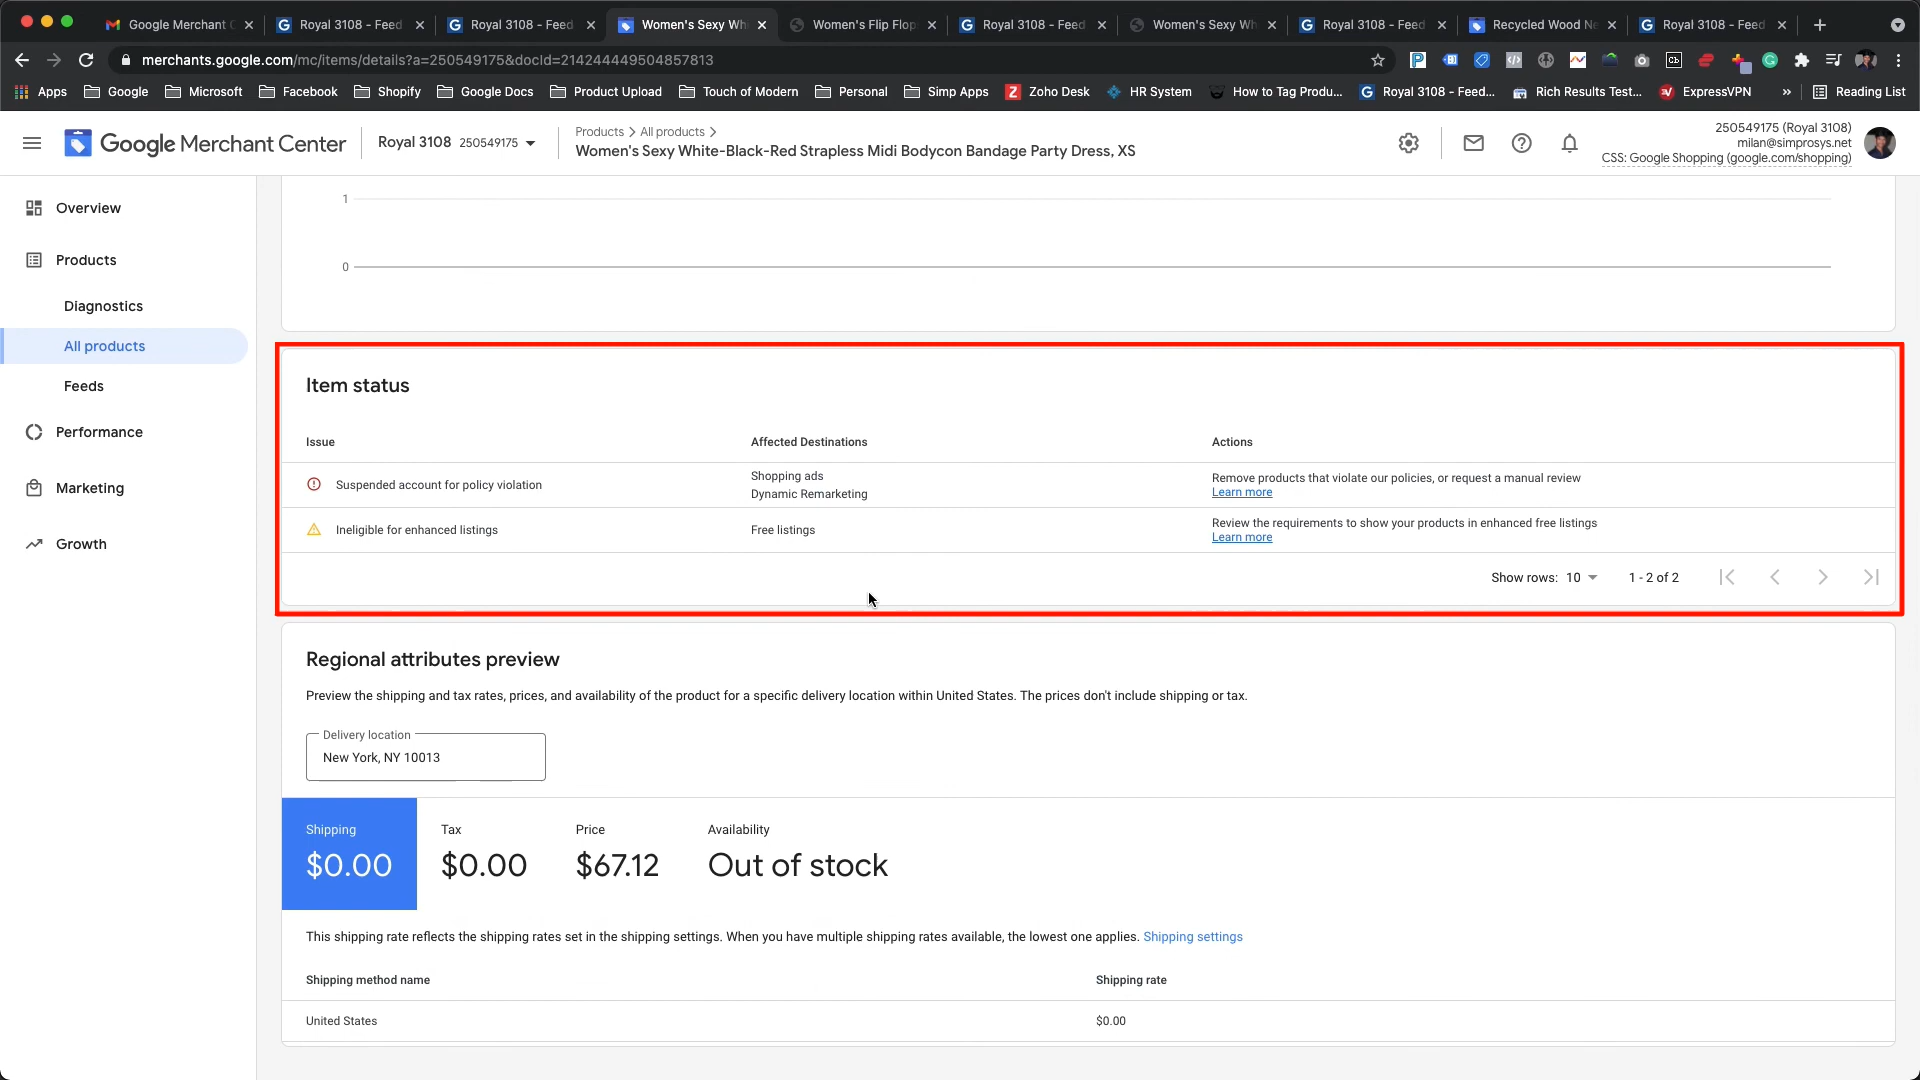 Google Merchant C
Royal 3108 - Feed
Royal 3108 - Feed
Women's Sexy Wh
Women's Flip Flop
Royal 3108 - Feed
Women's Sexy Wh
Royal 3108 - Feed
Recycled Wood Ne
Royal 3108 - Feed
merchants.google.com/mc/items/details?a=250549175&docId=214244449504857813
Apps
Google
Microsoft
Facebook
Shopify
Google Docs
Product Upload
Touch of Modern
Personal
Simp Apps
Zoho Desk
HR System
How to Tag Produ...
Royal 3108 - Feed...
Rich Results Test...
ExpressVPN
»
Reading List
Google Merchant Center
Royal 3108 250549175
Products > All products >
Women's Sexy White-Black-Red Strapless Midi Bodycon Bandage Party Dress, XS
250549175 (Royal 3108)
milan@simprosys.net
CSS: Google Shopping (google.com/shopping)
Overview
Products
Diagnostics
All products
Feeds
Performance
Marketing
Growth
1
0
Item status
Issue Affected Destinations Actions
Suspended account for policy violation
Shopping ads
Dynamic Remarketing
Remove products that violate our policies, or request a manual review
Learn more
Ineligible for enhanced listings
Free listings
Review the requirements to show your products in enhanced free listings
Learn more
Show rows: 10 1 - 2 of 2
Regional attributes preview
Preview the shipping and tax rates, prices, and availability of the product for a specific delivery location within United States. The prices don't include shipping or tax.
Delivery location
New York, NY 10013
Shipping Tax Price Availability
$0.00 $0.00 $67.12 Out of stock
This shipping rate reflects the shipping rates set in the shipping settings. When you have multiple shipping rates available, the lowest one applies. Shipping settings
Shipping method name Shipping rate
United States $0.00